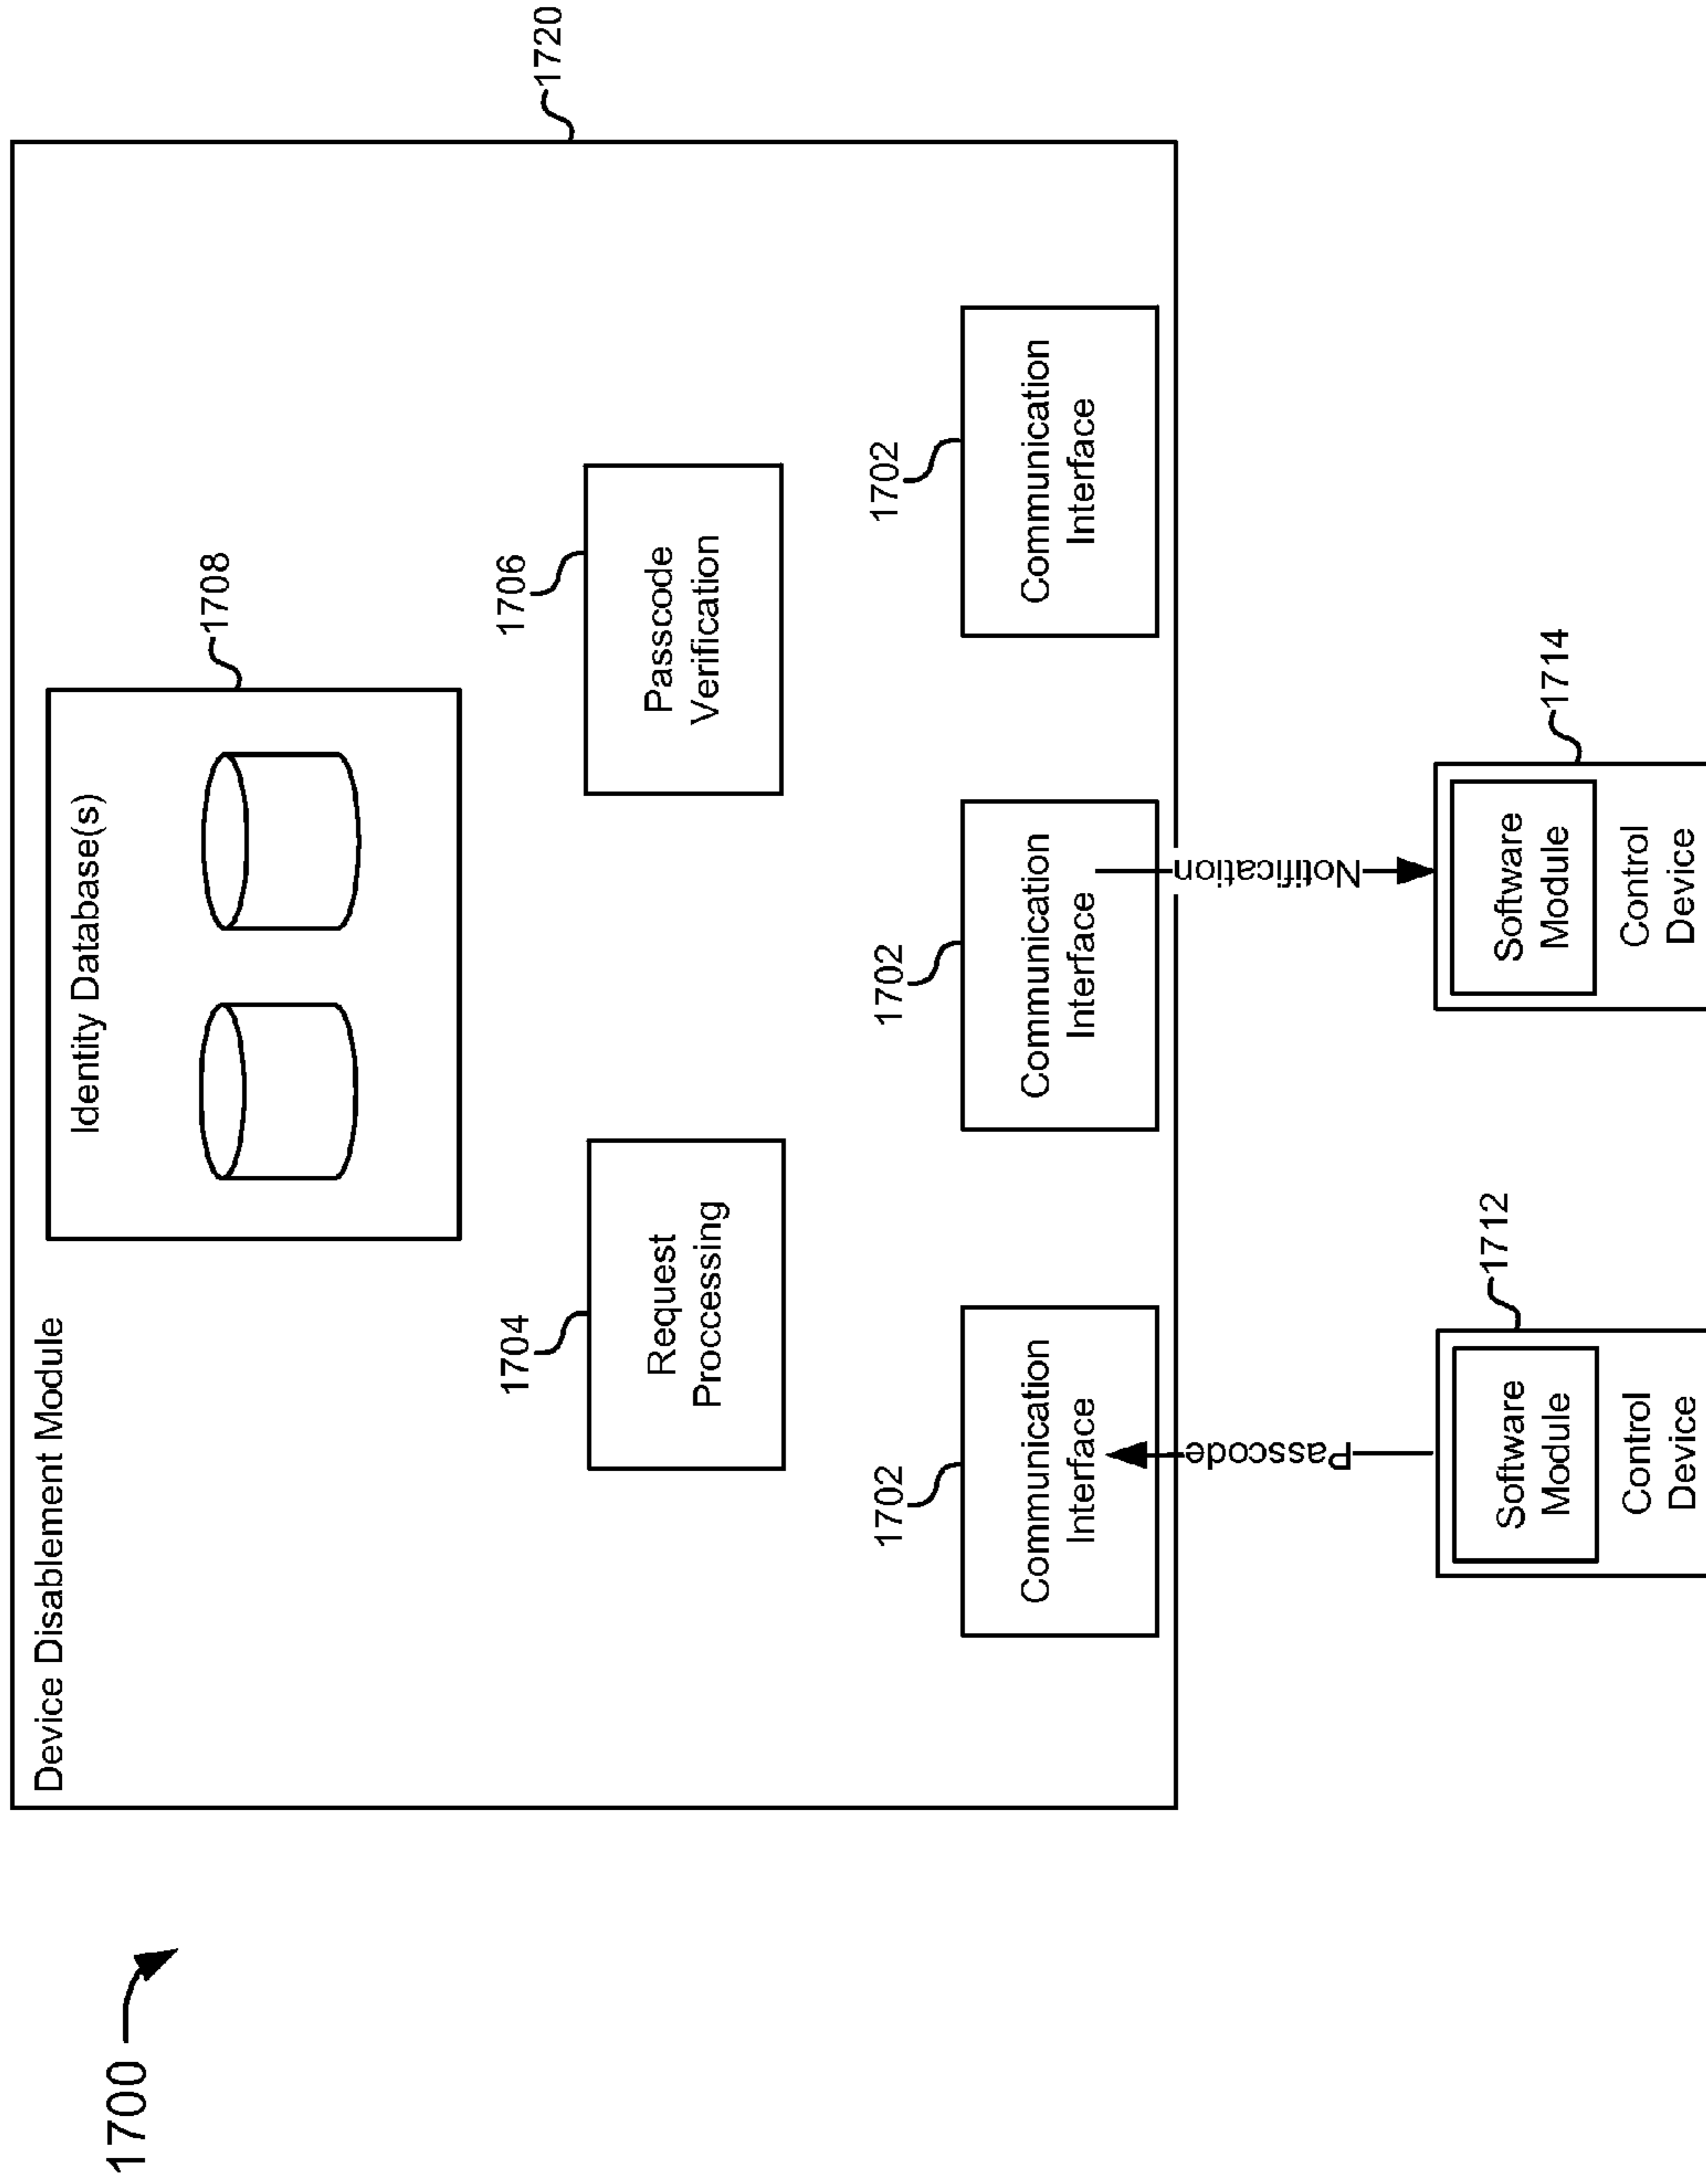 1700
Device Disablement Module
1720
Identity Database(s)
1708
1704
Request
Proccessing
1706
Passcode
Verification
1702
Communication
Interface
1702
Communication
Interface
1702
Communication
Interface
Passcode
Notification
1712
Software
Module
Control
Device
1714
Software
Module
Control
Device